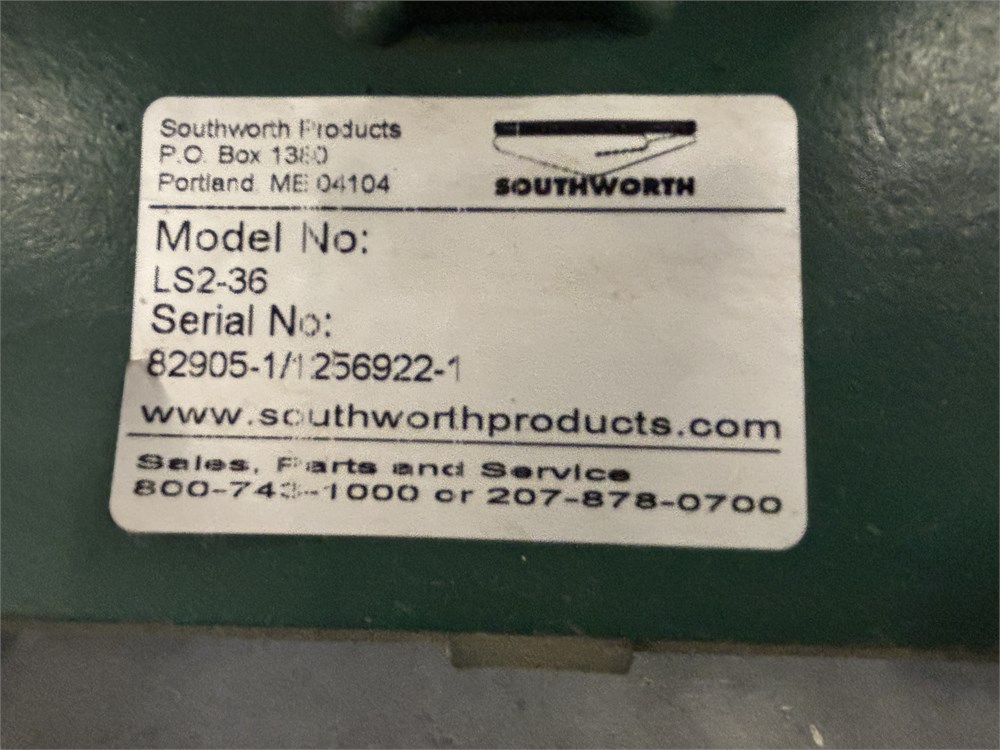 Southworth Products
P.O. Box 1380
Portland ME 04104
SOUTHWORTH
Model No:
LS2-36
Serial No:
82905-1/1256922-1
www.southworthproducts.com
Sales, Parts and Service
800-743-1000 or 207-878-0700